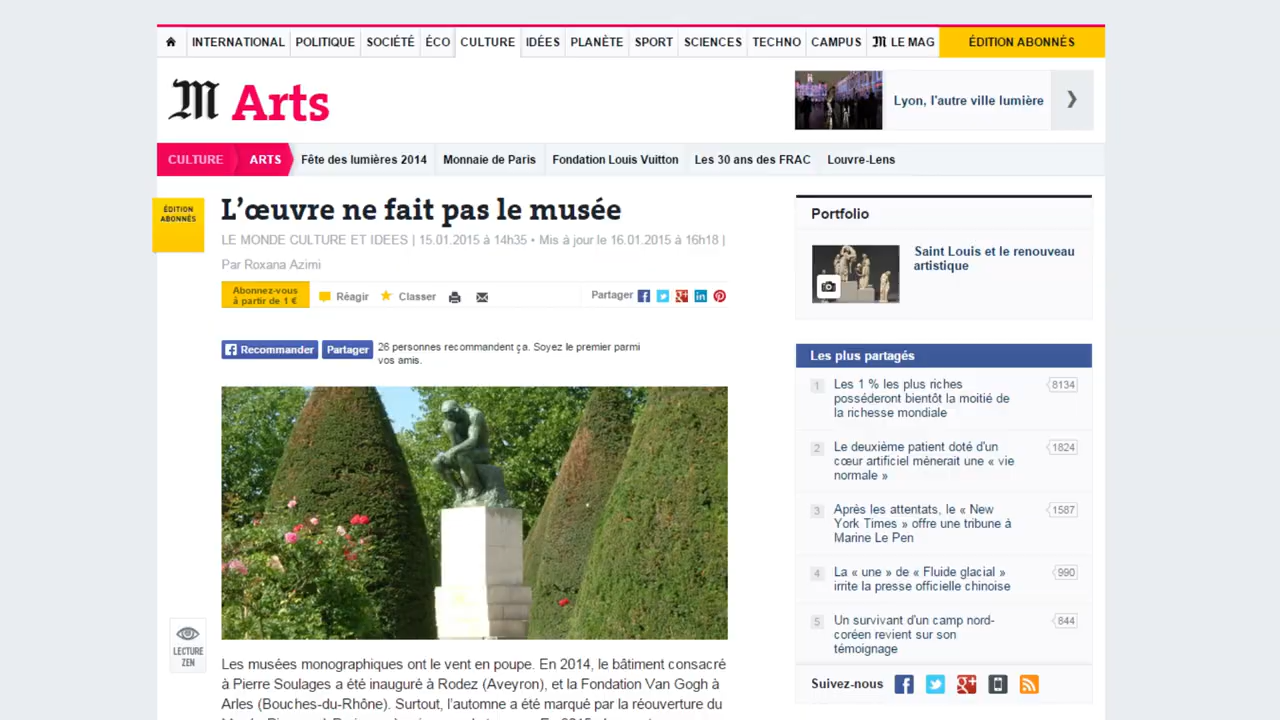 INTERNATIONAL POLITIQUE SOCIÉTÉ ÉCO CULTURE IDÉES PLANÈTE SPORT SCIENCES TECHNO CAMPUS M LE MAG ÉDITION ABONNÉS
M Arts
Lyon, l'autre ville lumière
CULTURE ARTS Fête des lumières 2014 Monnaie de Paris Fondation Louis Vuitton Les 30 ans des FRAC Louvre-Lens
ÉDITION
ABONNÉS
L'œuvre ne fait pas le musée
LE MONDE CULTURE ET IDEES | 15.01.2015 à 14h35 • Mis à jour le 16.01.2015 à 16h18 |
Par Roxana Azimi
Abonnez-vous
à partir de 1 €
Réagir Classer
Partager
Recommander Partager
26 personnes recommandent ça. Soyez le premier parmi
vos amis.
LECTURE
ZEN
Les musées monographiques ont le vent en poupe. En 2014, le bâtiment consacré
à Pierre Soulages a été inauguré à Rodez (Aveyron), et la Fondation Van Gogh à
Arles (Bouches-du-Rhône). Surtout, l'automne a été marqué par la réouverture du
Portfolio
Saint Louis et le renouveau
artistique
Les plus partagés
1 Les 1 % les plus riches 8134
posséderont bientôt la moitié de
la richesse mondiale
2 Le deuxième patient doté d'un 1824
cœur artificiel mènerait une « vie
normale »
3 Après les attentats, le « New 1587
York Times » offre une tribune à
Marine Le Pen
4 La « une » de « Fluide glacial » 990
irrite la presse officielle chinoise
5 Un survivant d'un camp nord- 844
coréen revient sur son
témoignage
Suivez-nous